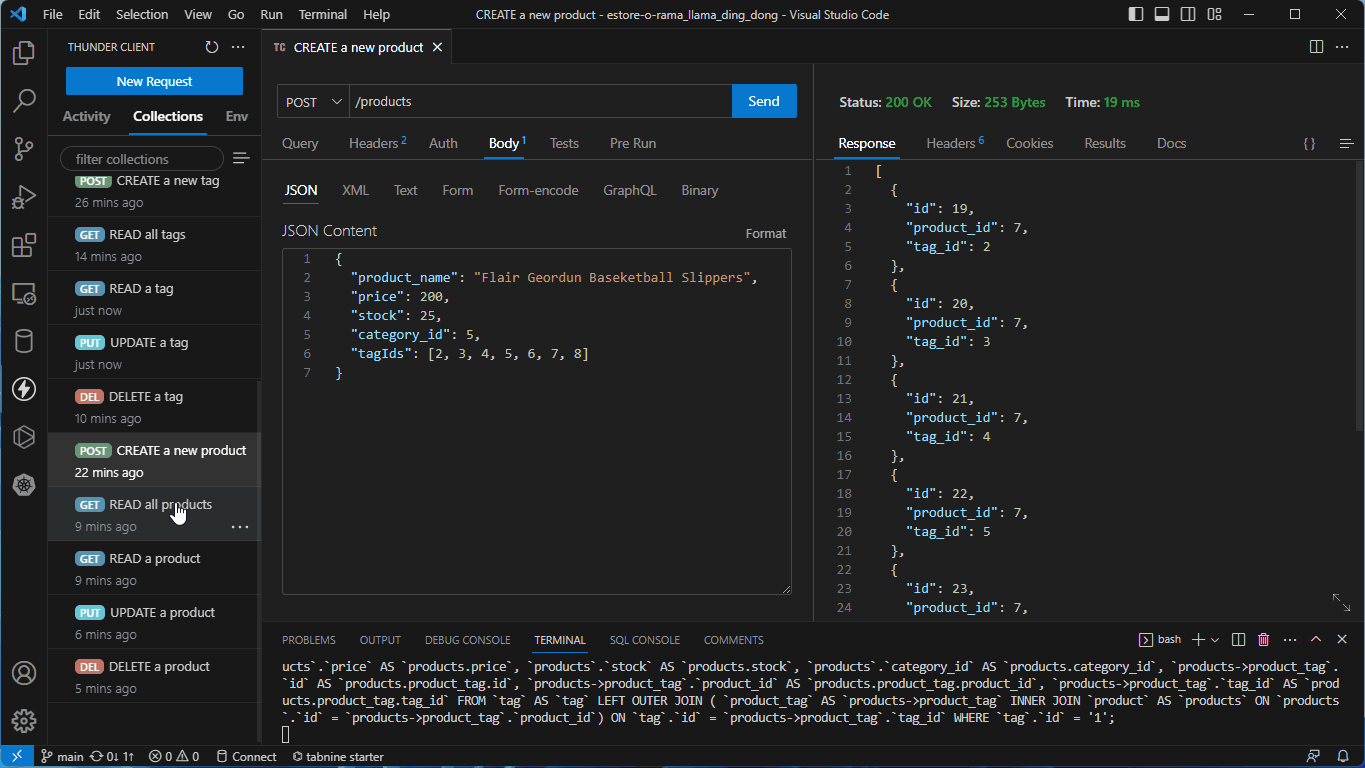 File Edit Selection View Go Run Terminal Help
CREATE a new product - estore-o-rama_llama_ding_dong - Visual Studio Code
THUNDER CLIENT
New Request
Activity Collections Env
filter collections
POST CREATE a new tag
26 mins ago
GET READ all tags
14 mins ago
GET READ a tag
just now
PUT UPDATE a tag
just now
DEL DELETE a tag
10 mins ago
POST CREATE a new product
22 mins ago
GET READ all products
9 mins ago
GET READ a product
9 mins ago
PUT UPDATE a product
6 mins ago
DEL DELETE a product
5 mins ago
TC CREATE a new product
POST /products Send
Query Headers 2 Auth Body 1 Tests Pre Run
JSON XML Text Form Form-encode GraphQL Binary
JSON Content Format
1 {
2 "product_name": "Flair Geordun Baseketball Slippers",
3 "price": 200,
4 "stock": 25,
5 "category_id": 5,
6 "tagIds": [2, 3, 4, 5, 6, 7, 8]
7 }
Status: 200 OK Size: 253 Bytes Time: 19 ms
Response Headers 6 Cookies Results Docs {}
1 [
2 {
3 "id": 19,
4 "product_id": 7,
5 "tag_id": 2
6 },
7 {
8 "id": 20,
9 "product_id": 7,
10 "tag_id": 3
11 },
12 {
13 "id": 21,
14 "product_id": 7,
15 "tag_id": 4
16 },
17 {
18 "id": 22,
19 "product_id": 7,
20 "tag_id": 5
21 },
22 {
23 "id": 23,
24 "product_id": 7,
PROBLEMS OUTPUT DEBUG CONSOLE TERMINAL SQL CONSOLE COMMENTS bash
ucts`.`price` AS `products.price`, `products`.`stock` AS `products.stock`, `products`.`category_id` AS `products.category_id`, `products->product_tag`.
`id` AS `products.product_tag.id`, `products->product_tag`.`product_id` AS `products.product_tag.product_id`, `products->product_tag`.`tag_id` AS `prod
ucts.product_tag.tag_id` FROM `tag` AS `tag` LEFT OUTER JOIN ( `product_tag` AS `products->product_tag` INNER JOIN `product` AS `products` ON `products
`.`id` = `products->product_tag`.`product_id`) ON `tag`.`id` = `products->product_tag`.`tag_id` WHERE `tag`.`id` = '1';
main 0↓ 1↑ 0 0 Connect tabnine starter